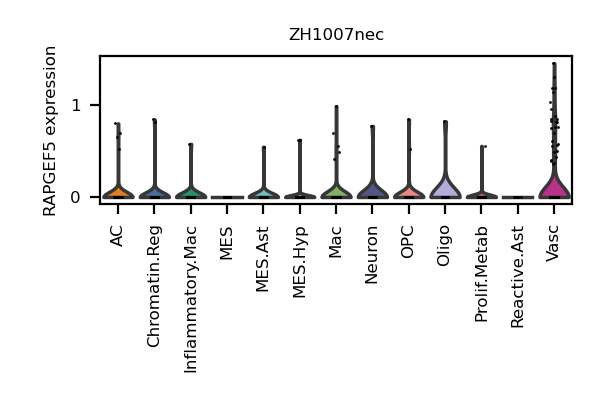 ZH1007nec
RAPGEF5 expression
1
0
AC
Chromatin.Reg
Inflammatory.Mac
MES
MES.Ast
MES.Hyp
Mac
Neuron
OPC
Oligo
Prolif.Metab
Reactive.Ast
Vasc